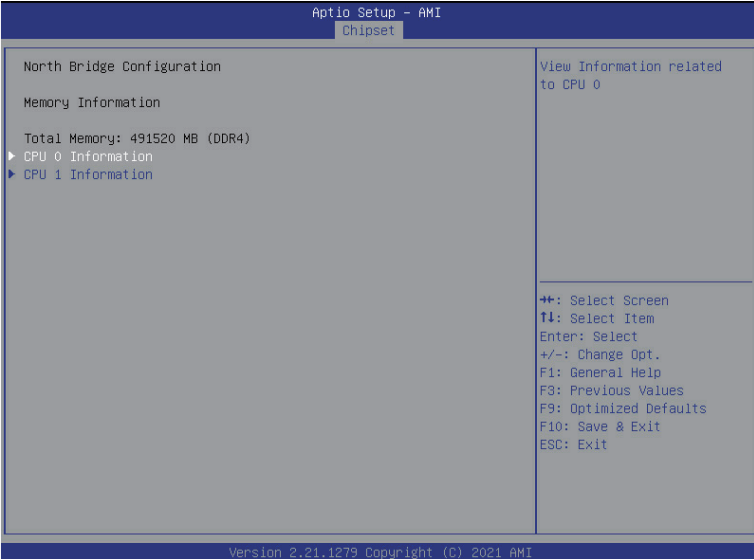 Aptio Setup – AMI
Chipset
North Bridge Configuration
Memory Information
Total Memory: 491520 MB (DDR4)
CPU 0 Information
CPU 1 Information
View Information related
to CPU 0
→←: Select Screen
↑↓: Select Item
Enter: Select
+/-: Change Opt.
F1: General Help
F3: Previous Values
F9: Optimized Defaults
F10: Save & Exit
ESC: Exit
Version 2.21.1279 Copyright (C) 2021 AMI